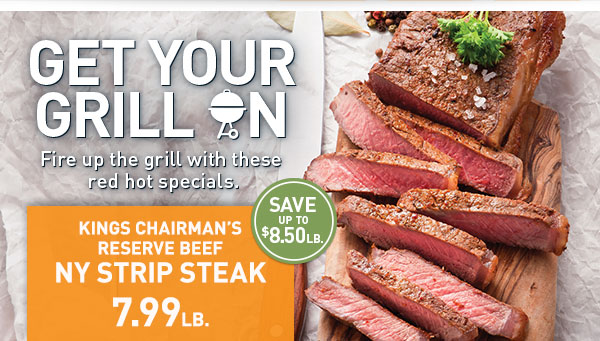 GET YOUR
GRILL ON
Fire up the grill with these
red hot specials.
SAVE
UP TO
$8.50LB.
KINGS CHAIRMAN'S
RESERVE BEEF
NY STRIP STEAK
7.99LB.